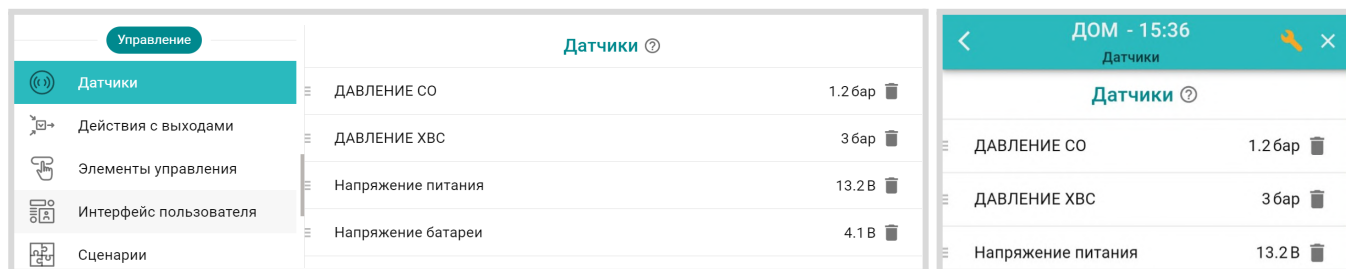 Управление
Датчики
Действия с выходами
Элементы управления
Интерфейс пользователя
Сценарии
Датчики ?
ДАВЛЕНИЕ СО 1.2 бар
ДАВЛЕНИЕ ХВС 3 бар
Напряжение питания 13.2 В
Напряжение батареи 4.1 В
ДОМ - 15:36
Датчики
Датчики ?
ДАВЛЕНИЕ СО 1.2 бар
ДАВЛЕНИЕ ХВС 3 бар
Напряжение питания 13.2 В